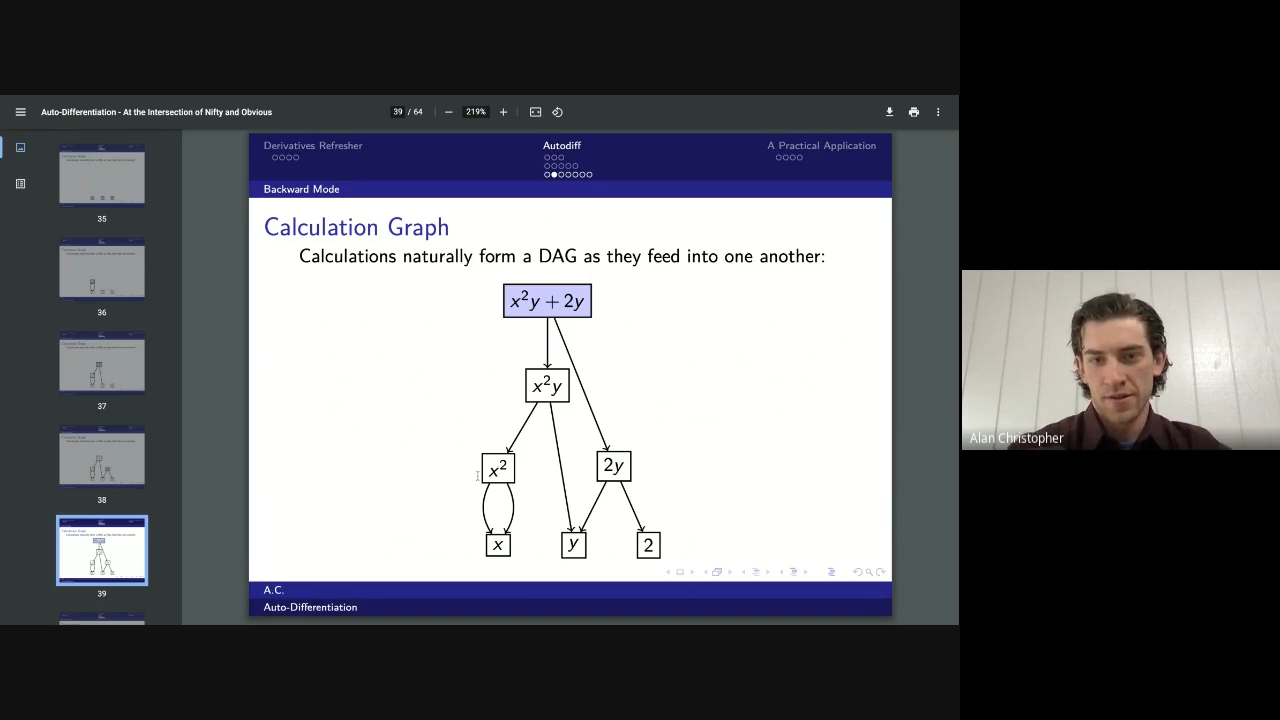 Auto-Differentiation - At the Intersection of Nifty and Obvious
39 / 64
219%
35
36
37
38
39
Derivatives Refresher
Autodiff
A Practical Application
Backward Mode
Calculation Graph
Calculations naturally form a DAG as they feed into one another:
x²y + 2y
x²y
x²
2y
x
y
2
A.C.
Auto-Differentiation
Alan Christopher